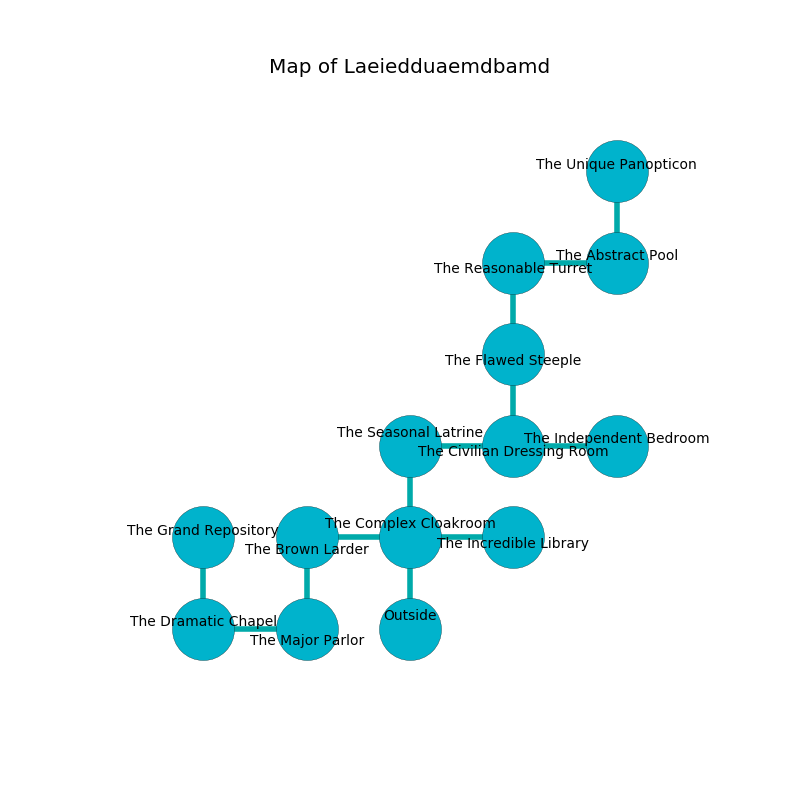 Map of Laeiedduaemdbamd
The Unique Panopticon
The Abstract Pool
The Reasonable Turret
The Flawed Steeple
The Seasonal Latrine
The Independent Bedroom
The Civilian Dressing Room
The Complex Cloakroom
The Grand Repository
The Incredible Library
The Brown Larder
Outside
The Dramatic Chapel
The Major Parlor